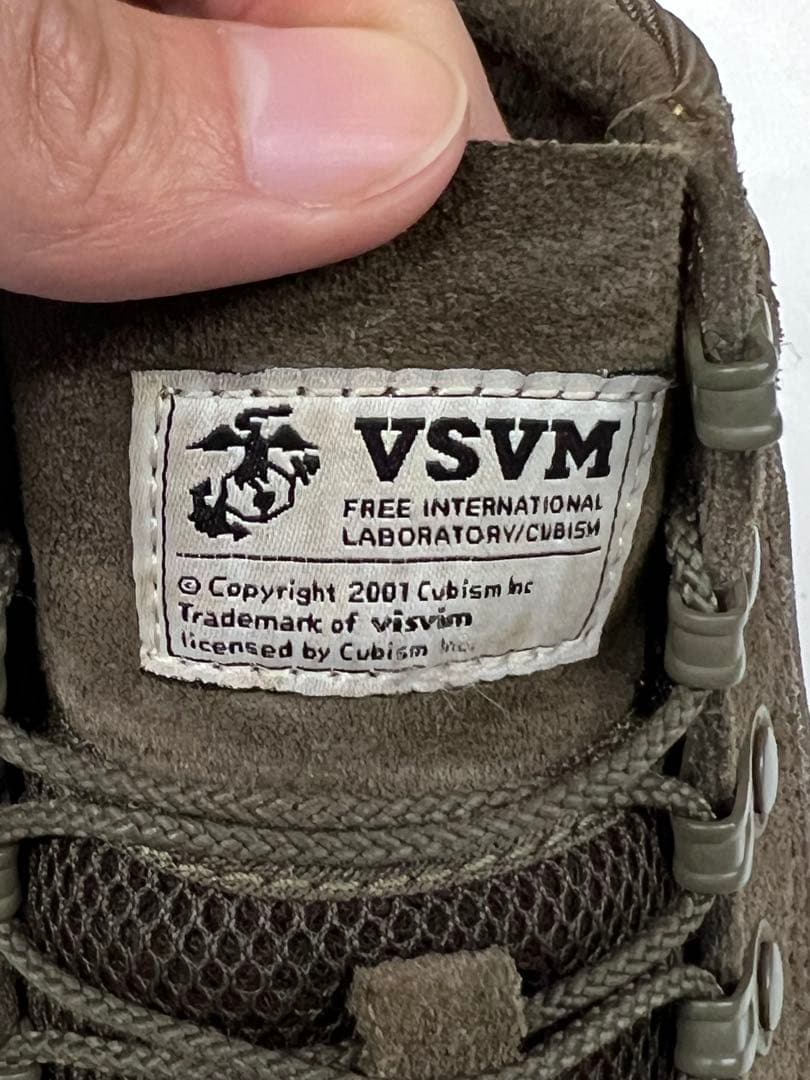 VSVM
FREE INTERNATIONAL
LABORATORY/CUBISM
© Copyright 2001 Cubism Inc
Trademark of visvim
licensed by Cubism Inc.